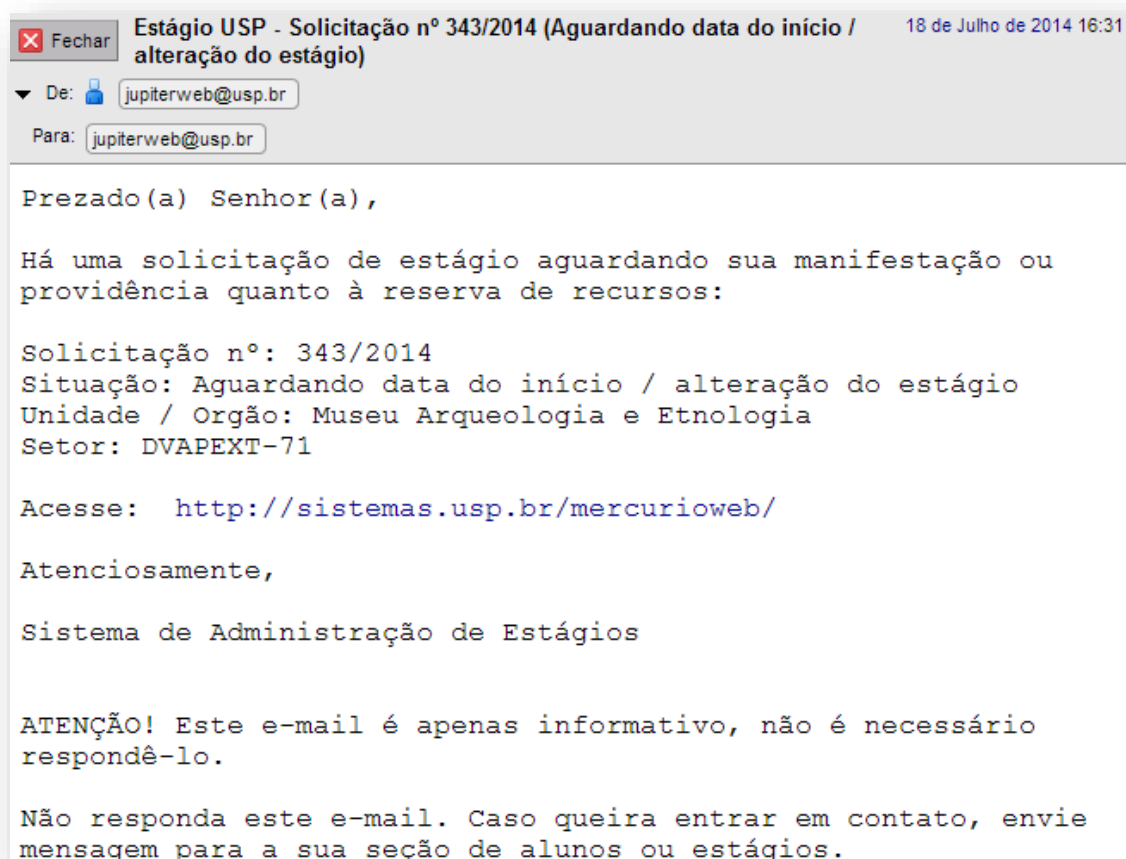 Fechar
Estágio USP - Solicitação nº 343/2014 (Aguardando data do início /
alteração do estágio)
18 de Julho de 2014 16:31
De: jupiterweb@usp.br
Para: jupiterweb@usp.br
Prezado(a) Senhor(a),
Há uma solicitação de estágio aguardando sua manifestação ou
providência quanto à reserva de recursos:
Solicitação nº: 343/2014
Situação: Aguardando data do início / alteração do estágio
Unidade / Orgão: Museu Arqueologia e Etnologia
Setor: DVAPEXT-71
Acesse:  http://sistemas.usp.br/mercurioweb/
Atenciosamente,
Sistema de Administração de Estágios
ATENÇÃO! Este e-mail é apenas informativo, não é necessário
respondê-lo.
Não responda este e-mail. Caso queira entrar em contato, envie
mensagem para a sua seção de alunos ou estágios.